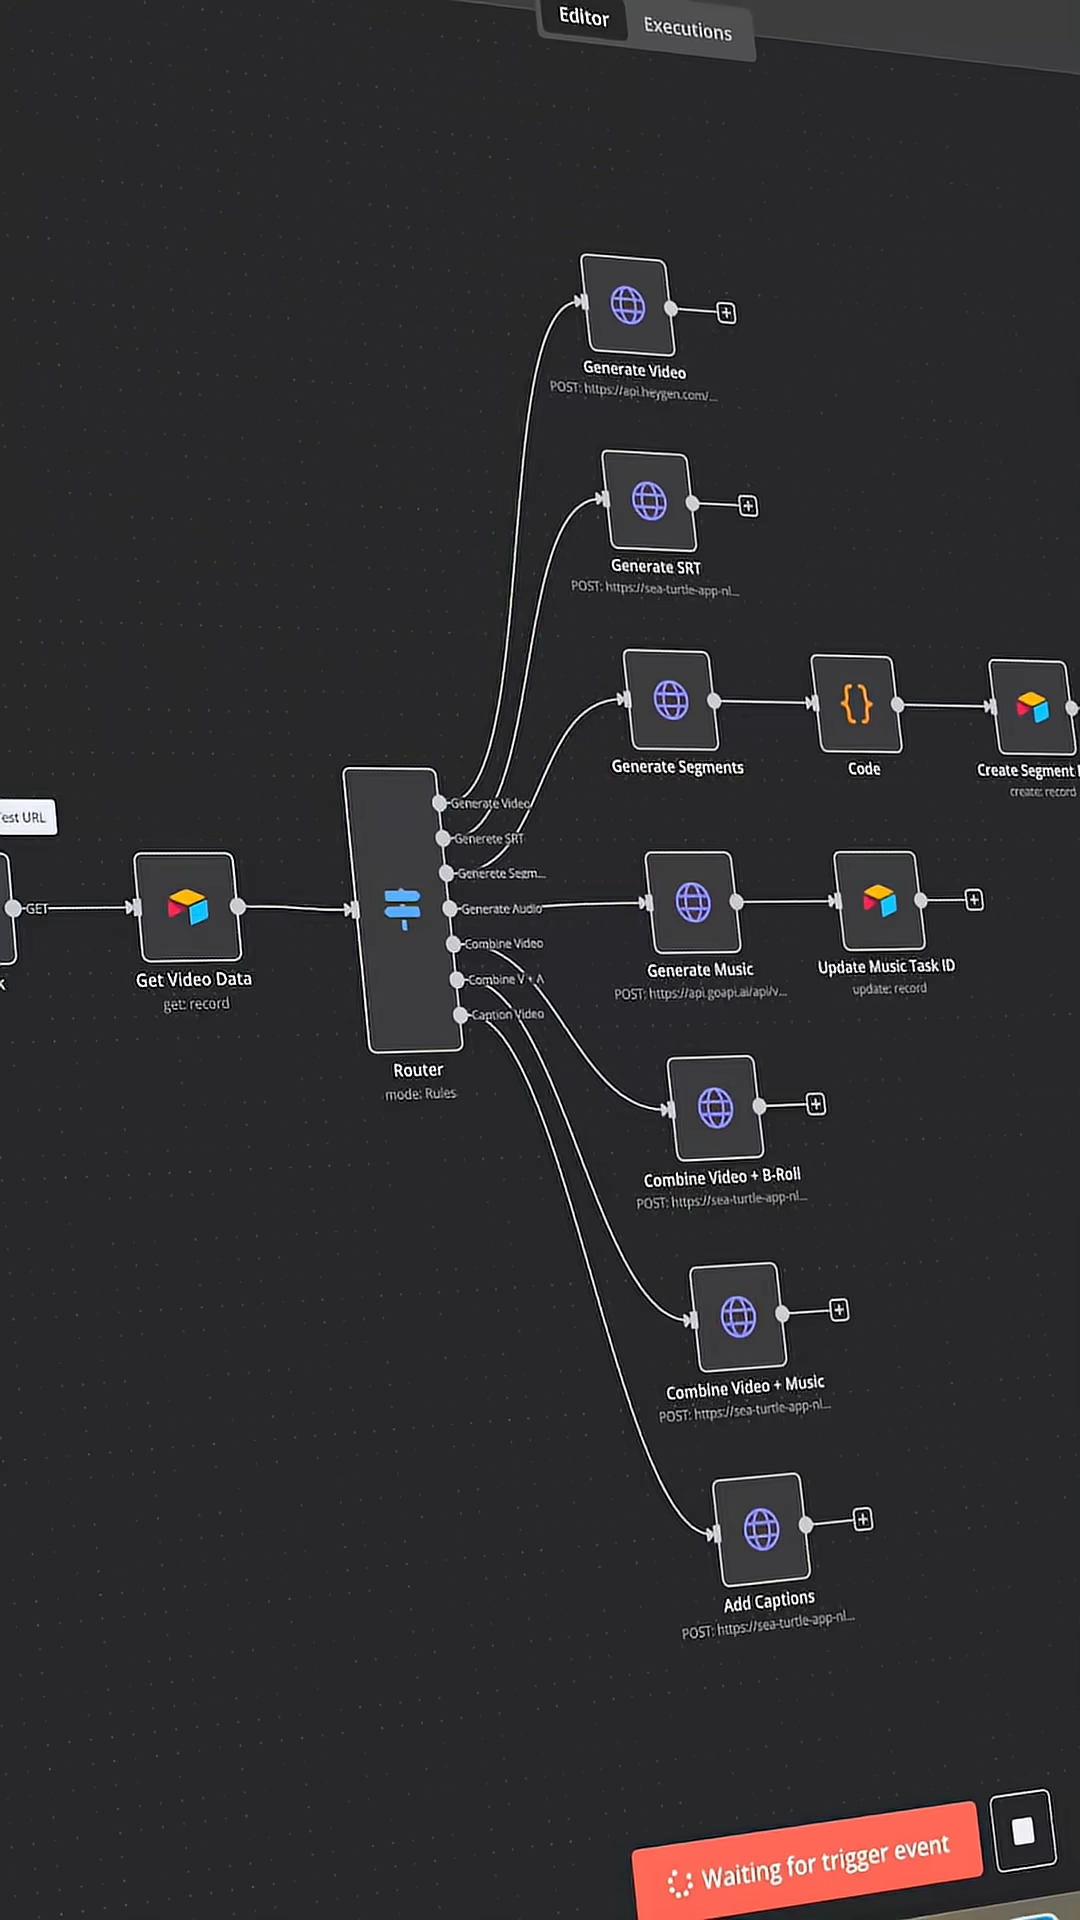 Editor
Executions
Generate Video
POST: https://api.heygen.com/...
Generate SRT
POST: https://sea-turtle-app-nl...
Generate Segments
Code
Create Segment
create: record
Test URL
GET
Get Video Data
get: record
Generate Video
Generete SRT
Generete Segm...
Generate Audio
Combine Video
Combine V + A
Caption Video
Router
mode: Rules
Generate Music
POST: https://api.goapi.ai/api/v...
Update Music Task ID
update: record
Combine Video + B-Roll
POST: https://sea-turtle-app-nl...
Combine Video + Music
POST: https://sea-turtle-app-nl...
Add Captions
POST: https://sea-turtle-app-nl...
Waiting for trigger event